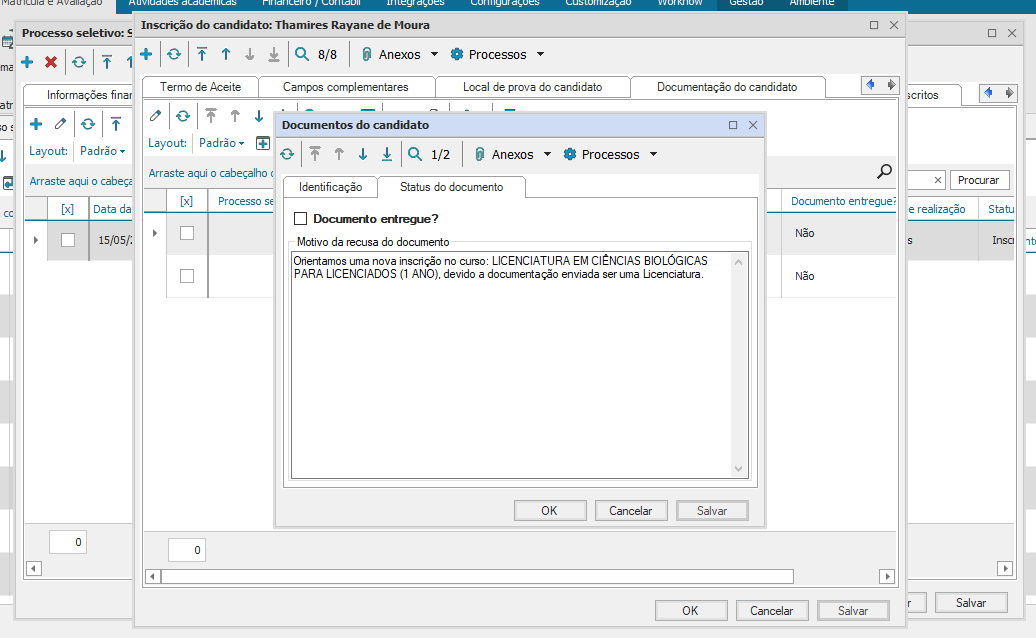 Matrícula e Avaliação Atividades acadêmicas Financeiro / Contábil Integrações Configurações Customização Workflow Gestão Ambiente
Processo seletivo: S
Inscrição do candidato: Thamires Rayane de Moura
8/8 Anexos Processos
Termo de Aceite Campos complementares Local de prova do candidato Documentação do candidato
Informações finan
scritos
Layout: Padrão
Layout: Padrão
Arraste aqui o cabeça
Arraste aqui o cabeçalho
Procurar
[x] Data da
[x] Processo se
Documento entregue?
e realização Statu
15/05/2
Não
s Inscr
Não
Documentos do candidato
1/2 Anexos Processos
Identificação Status do documento
Documento entregue?
Motivo da recusa do documento
Orientamos uma nova inscrição no curso: LICENCIATURA EM CIÊNCIAS BIOLÓGICAS
PARA LICENCIADOS (1 ANO), devido a documentação enviada ser uma Licenciatura.
OK Cancelar Salvar
0
0
OK Cancelar Salvar
r Salvar